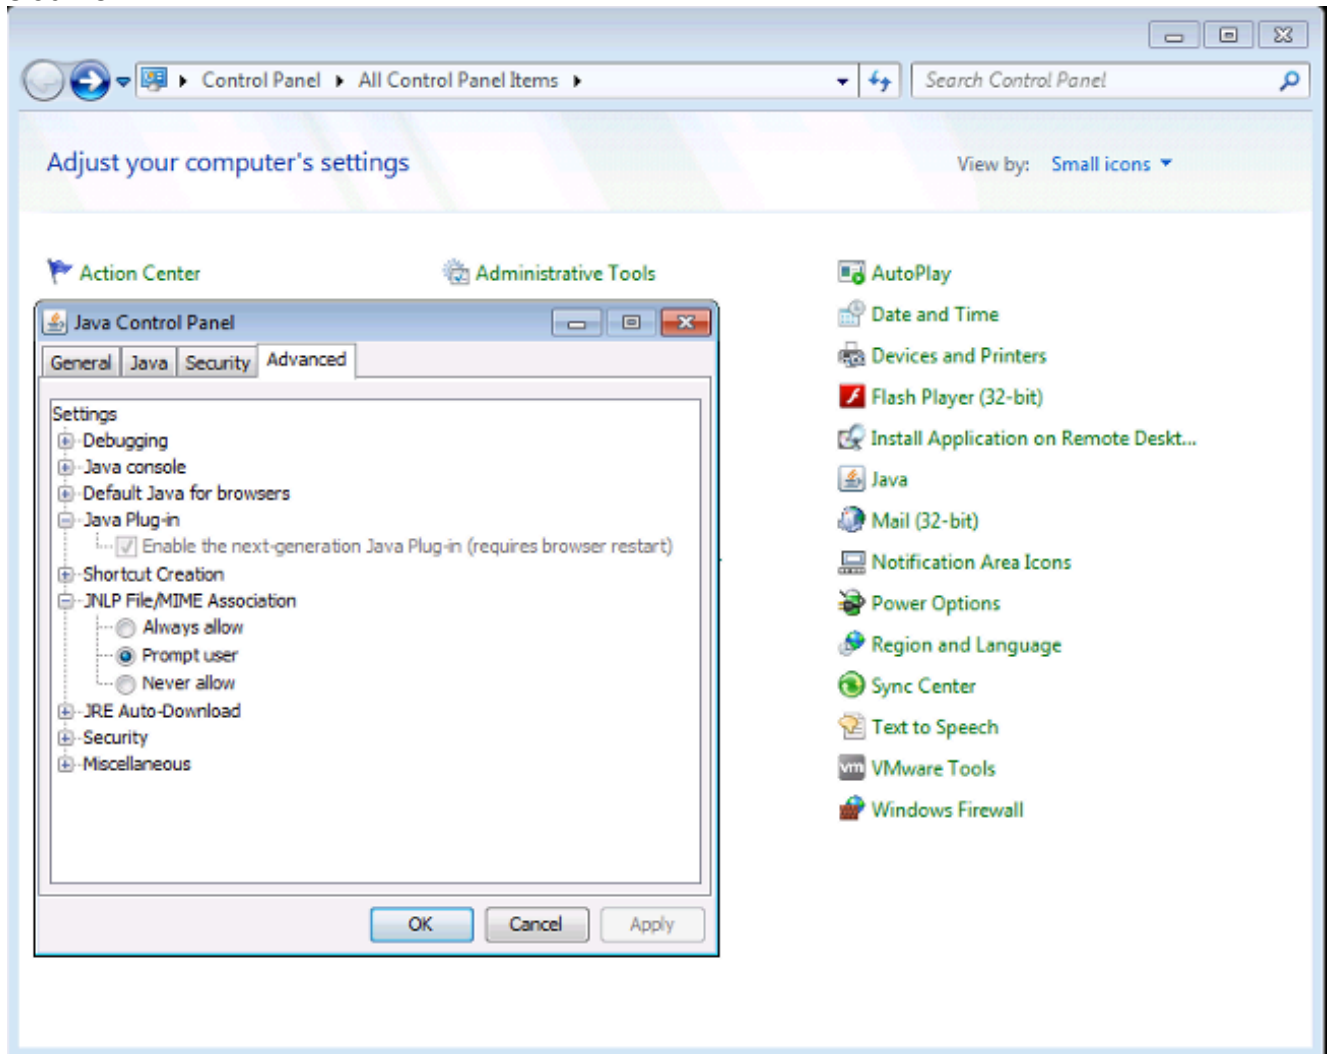 Control Panel All Control Panel Items Search Control Panel
Adjust your computer's settings View by: Small icons
Action Center Administrative Tools AutoPlay
Java Control Panel
General Java Security Advanced
Settings
Debugging
Java console
Default Java for browsers
Java Plug-in
Enable the next-generation Java Plug-in (requires browser restart)
Shortcut Creation
JNLP File/MIME Association
Always allow
Prompt user
Never allow
JRE Auto-Download
Security
Miscellaneous
OK Cancel Apply
Date and Time
Devices and Printers
Flash Player (32-bit)
Install Application on Remote Deskt...
Java
Mail (32-bit)
Notification Area Icons
Power Options
Region and Language
Sync Center
Text to Speech
vm VMware Tools
Windows Firewall